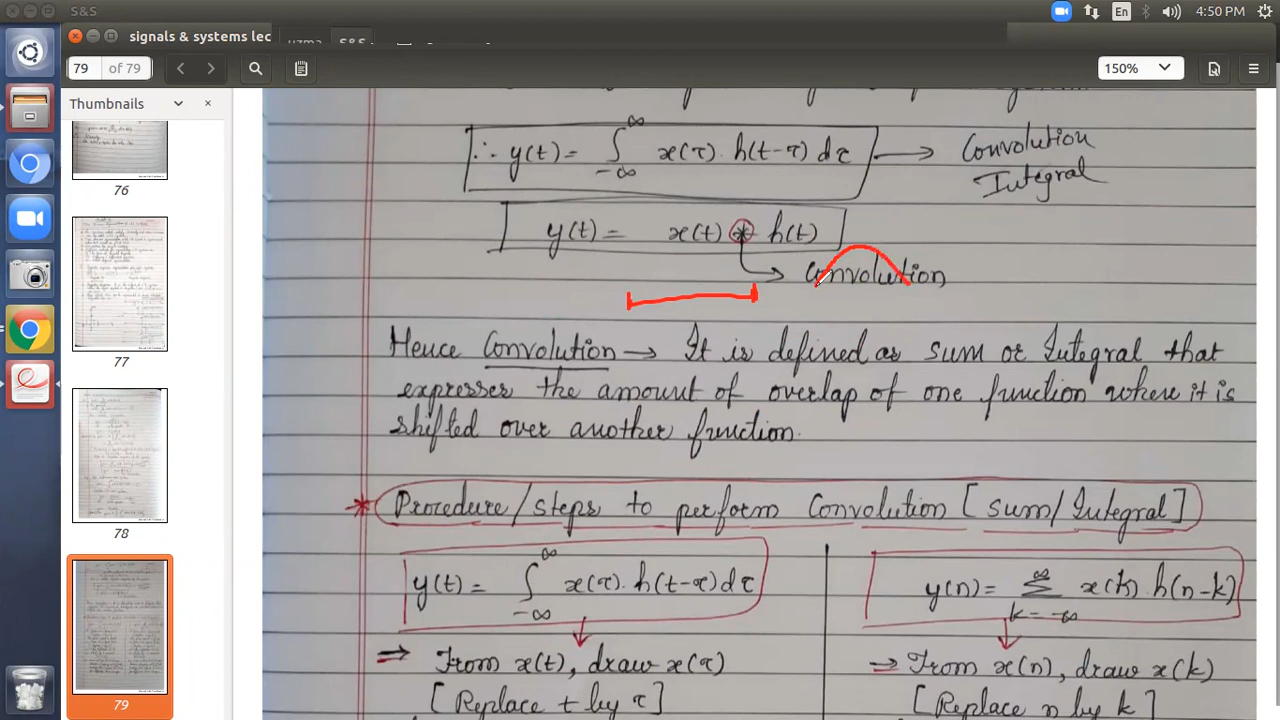 S&S
En
4:50 PM
signals & systems lec
S&S
79 of 79
150%
Thumbnails
76
77
78
79
∴ y(t) = ∫_{-∞}^{∞} x(τ). h(t-τ) dτ → Convolution Integral
y(t) = x(t) * h(t)
→ Convolution
Hence Convolution → It is defined as sum or Integral that
expresses the amount of overlap of one function where it is
shifted over another function.
* Procedure/steps to perform Convolution [sum/Integral]
y(t) = ∫_{-∞}^{∞} x(τ). h(t-τ) dτ
⇒ From x(t), draw x(τ)
[Replace t by τ]
y(n) = ∞ Σ k=-∞ x(k). h(n-k)
⇒ From x(n), draw x(k)
[Replace n by k]